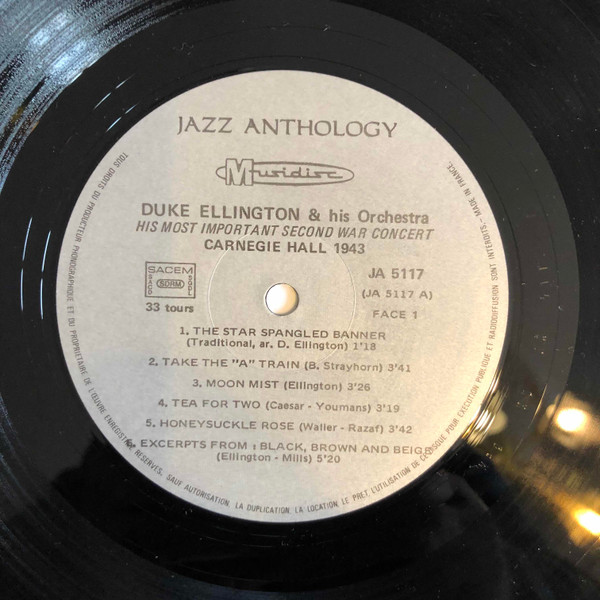 JAZZ ANTHOLOGY
Musidisc
DUKE ELLINGTON & his Orchestra
HIS MOST IMPORTANT SECOND WAR CONCERT
CARNEGIE HALL 1943
SACEM
SDRM
33 tours
JA 5117
(JA 5117 A)
FACE 1
1. THE STAR SPANGLED BANNER
(Traditional, ar. D. Ellington) 1'18
2. TAKE THE "A" TRAIN (B. Strayhorn) 3'41
3. MOON MIST (Ellington) 3'26
4. TEA FOR TWO (Caesar - Youmans) 3'19
5. HONEYSUCKLE ROSE (Waller - Razaf) 3'42
6. EXCERPTS FROM : BLACK, BROWN AND BEIGE
(Ellington - Mills) 5'20
TOUS DROITS DU PRODUCTEUR PHONOGRAPHIQUE ET DU PROPRIETAIRE DE L'ŒUVRE ENREGISTREE RESERVES. SAUF AUTORISATION, LA DUPLICATION, LA LOCATION, LE PRET, L'UTILISATION DE CE DISQUE POUR EXECUTION PUBLIQUE ET RADIODIFFUSION SONT INTERDITS - MADE IN FRANCE.